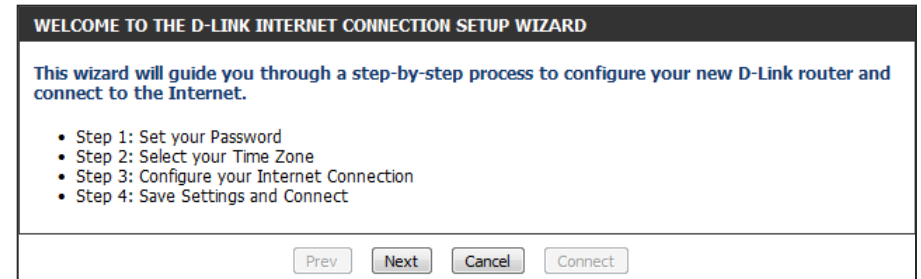 WELCOME TO THE D-LINK INTERNET CONNECTION SETUP WIZARD
This wizard will guide you through a step-by-step process to configure your new D-Link router and
connect to the Internet.
• Step 1: Set your Password
• Step 2: Select your Time Zone
• Step 3: Configure your Internet Connection
• Step 4: Save Settings and Connect
Prev Next Cancel Connect